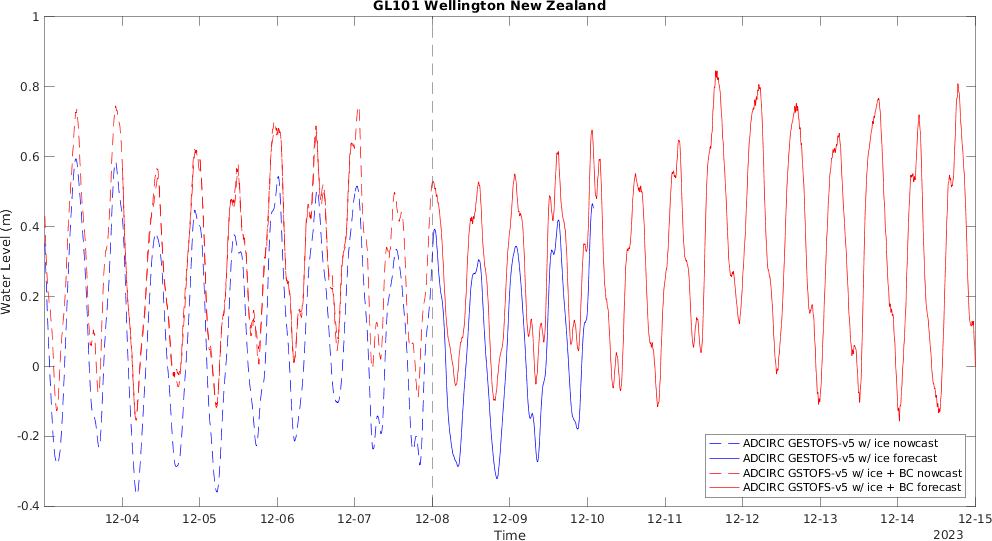 GL101 Wellington New Zealand
Water Level (m)
1
0.8
0.6
0.4
0.2
0
-0.2
-0.4
ADCIRC GESTOFS-v5 w/ ice nowcast
ADCIRC GESTOFS-v5 w/ ice forecast
ADCIRC GSTOFS-v5 w/ ice + BC nowcast
ADCIRC GSTOFS-v5 w/ ice + BC forecast
12-04 12-05 12-06 12-07 12-08 12-09 12-10 12-11 12-12 12-13 12-14 12-15
Time
2023